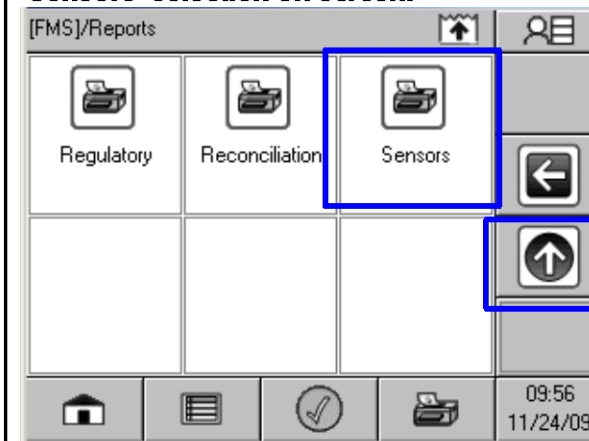 [FMS]/Reports
Regulatory
Reconciliation
Sensors
09:56
11/24/09